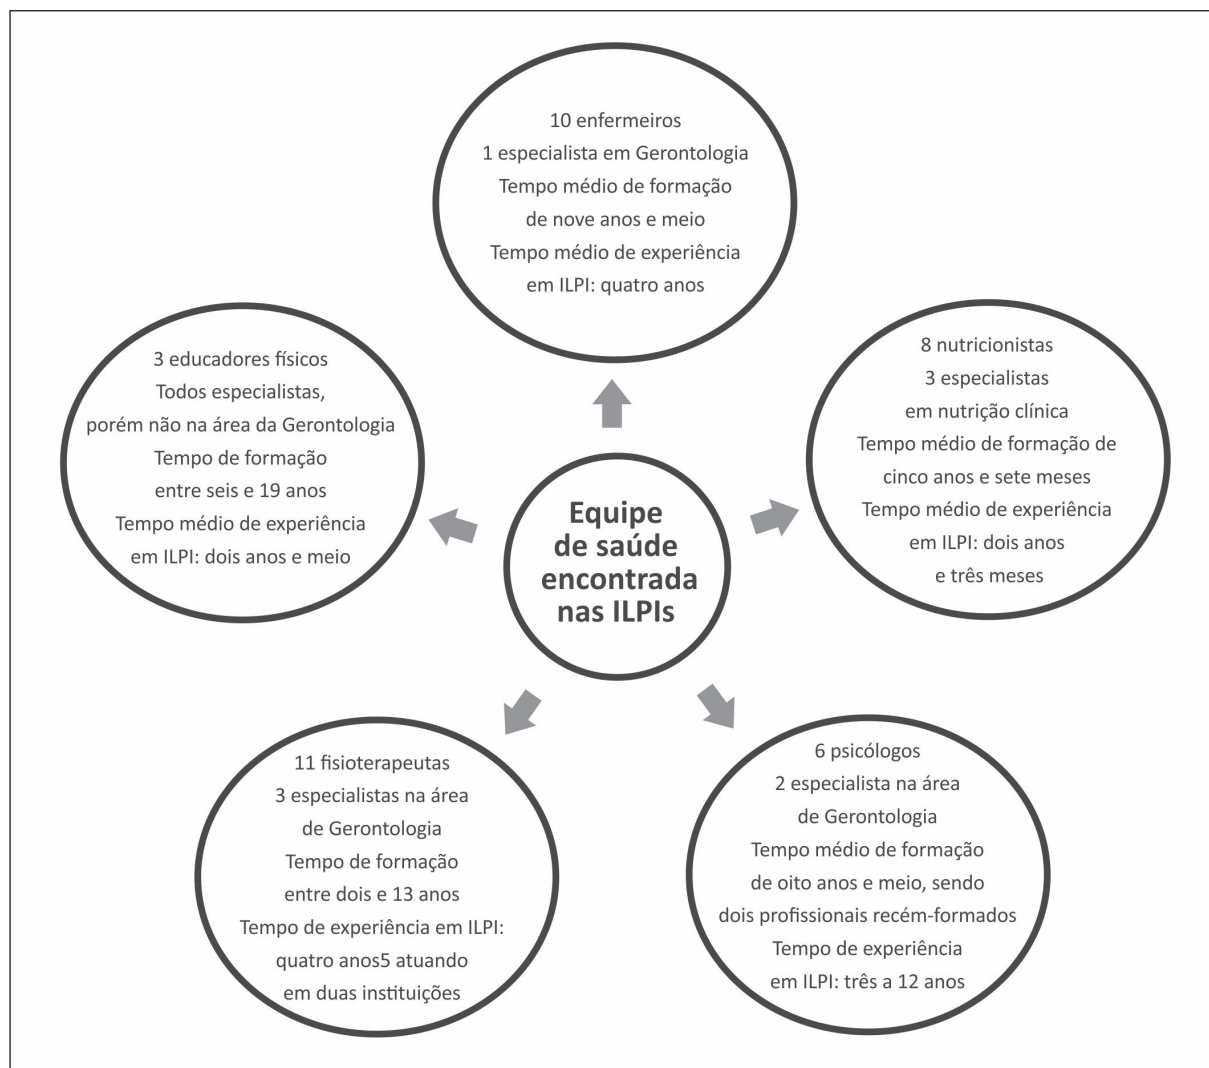 10 enfermeiros
1 especialista em Gerontologia
Tempo médio de formação
de nove anos e meio
Tempo médio de experiência
em ILPI: quatro anos
3 educadores físicos
Todos especialistas,
porém não na área da Gerontologia
Tempo de formação
entre seis e 19 anos
Tempo médio de experiência
em ILPI: dois anos e meio
8 nutricionistas
3 especialistas
em nutrição clínica
Tempo médio de formação de
cinco anos e sete meses
Tempo médio de experiência
em ILPI: dois anos
e três meses
Equipe
de saúde
encontrada
nas ILPIs
11 fisioterapeutas
3 especialistas na área
de Gerontologia
Tempo de formação
entre dois e 13 anos
Tempo de experiência em ILPI:
quatro anos5 atuando
em duas instituições
6 psicólogos
2 especialista na área
de Gerontologia
Tempo médio de formação
de oito anos e meio, sendo
dois profissionais recém-formados
Tempo de experiência
em ILPI: três a 12 anos